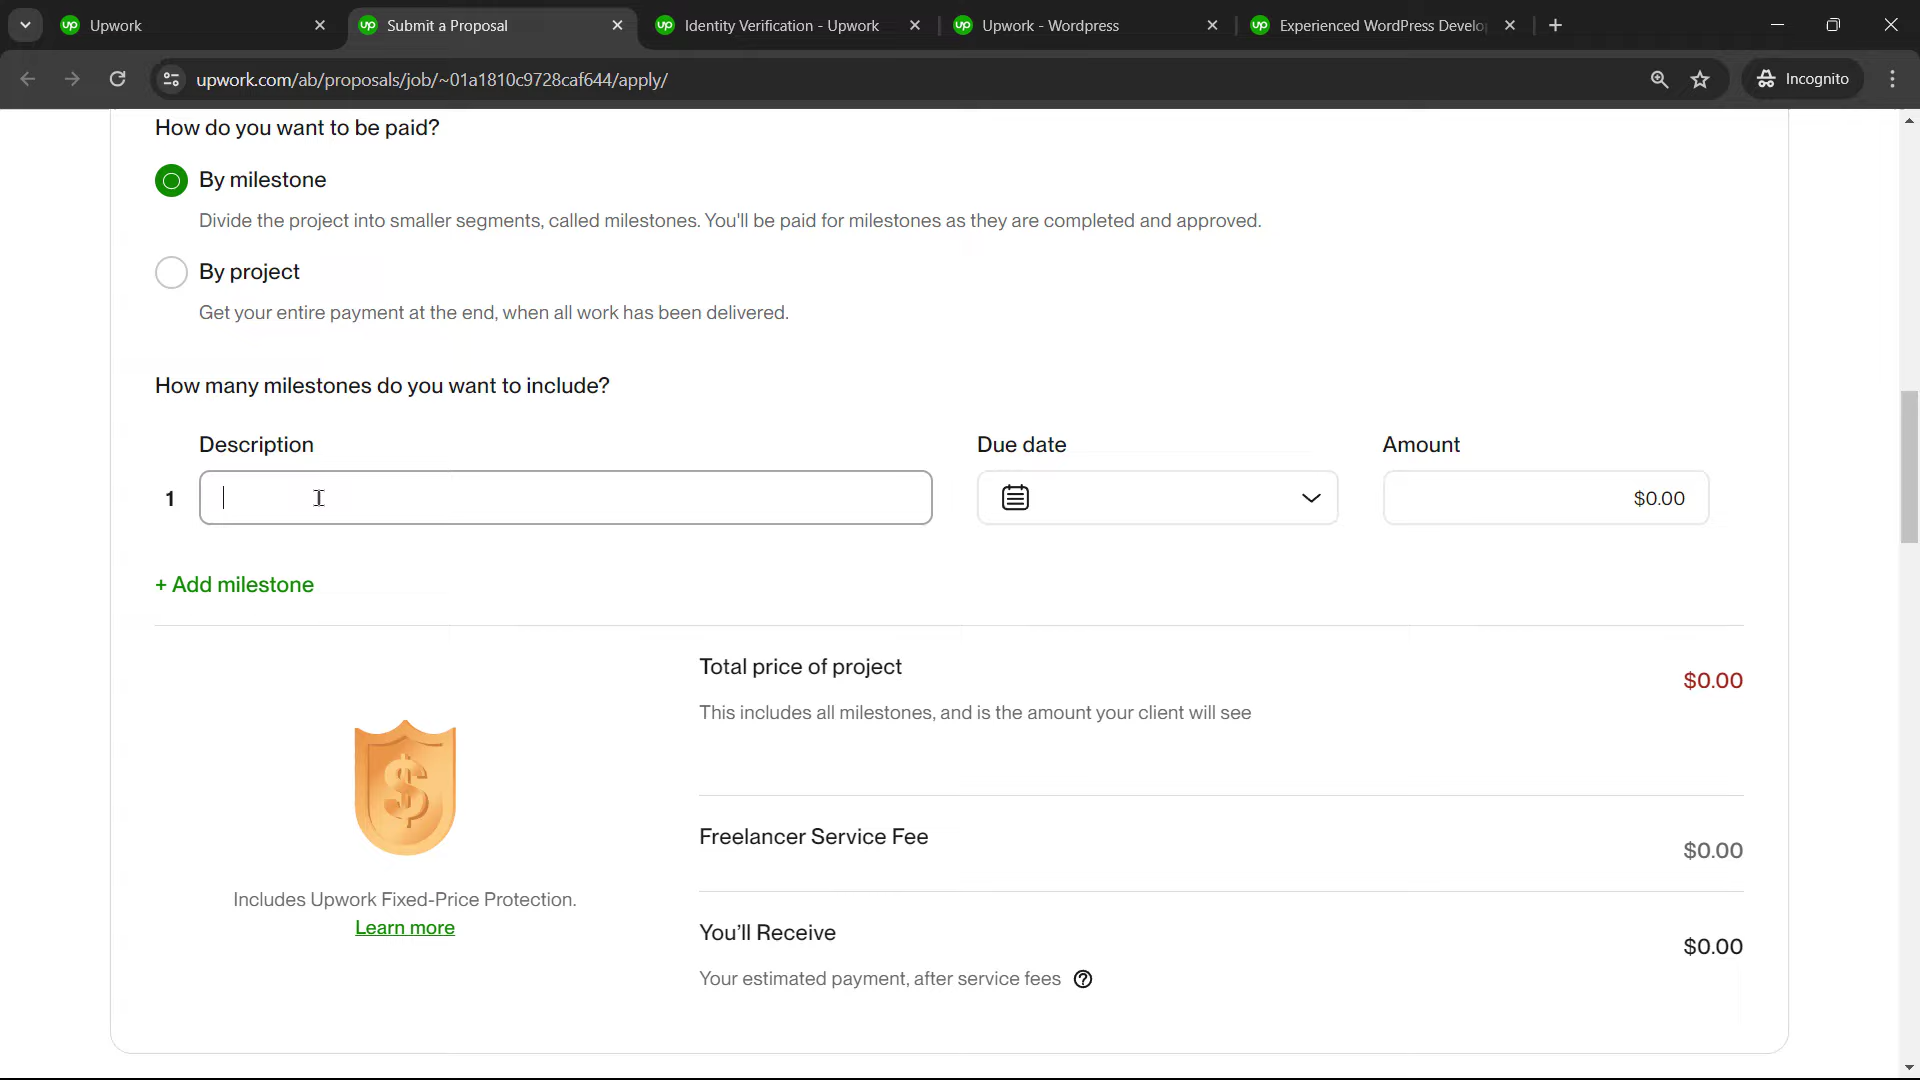 Upwork
Submit a Proposal
Identity Verification - Upwork
Upwork - Wordpress
Experienced WordPress Develo
upwork.com/ab/proposals/job/~01a1810c9728caf644/apply/
Incognito
How do you want to be paid?
By milestone
Divide the project into smaller segments, called milestones. You'll be paid for milestones as they are completed and approved.
By project
Get your entire payment at the end, when all work has been delivered.
How many milestones do you want to include?
Description Due date Amount
1 $0.00
+ Add milestone
Total price of project
$0.00
This includes all milestones, and is the amount your client will see
Freelancer Service Fee
$0.00
Includes Upwork Fixed-Price Protection.
Learn more
You'll Receive
$0.00
Your estimated payment, after service fees